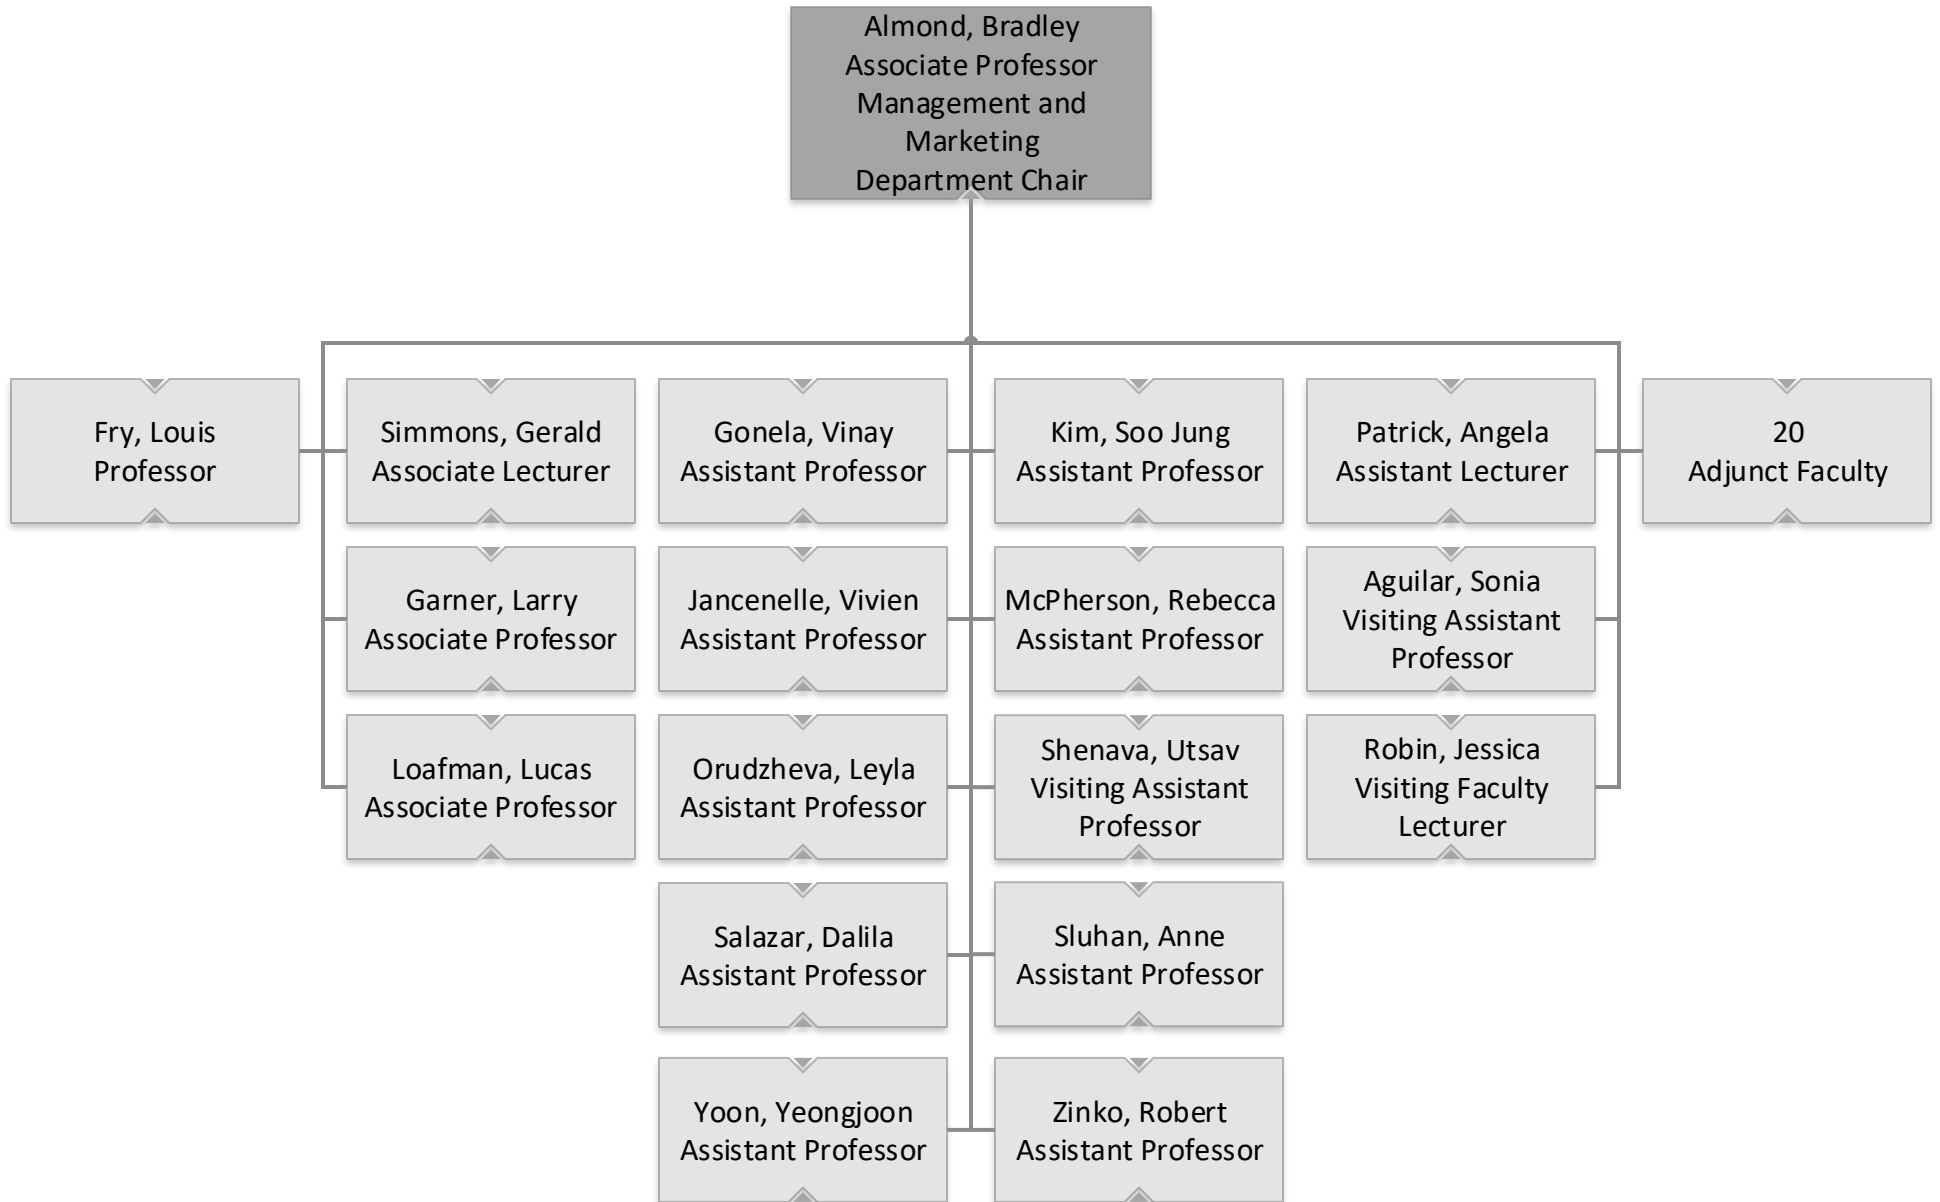 Almond, Bradley
Associate Professor
Management and
Marketing
Department Chair
Fry, Louis
Professor
Simmons, Gerald
Associate Lecturer
Gonela, Vinay
Assistant Professor
Kim, Soo Jung
Assistant Professor
Patrick, Angela
Assistant Lecturer
20
Adjunct Faculty
Garner, Larry
Associate Professor
Jancenelle, Vivien
Assistant Professor
McPherson, Rebecca
Assistant Professor
Aguilar, Sonia
Visiting Assistant
Professor
Loafman, Lucas
Associate Professor
Orudzheva, Leyla
Assistant Professor
Shenava, Utsav
Visiting Assistant
Professor
Robin, Jessica
Visiting Faculty
Lecturer
Salazar, Dalila
Assistant Professor
Sluhan, Anne
Assistant Professor
Yoon, Yeongjoon
Assistant Professor
Zinko, Robert
Assistant Professor